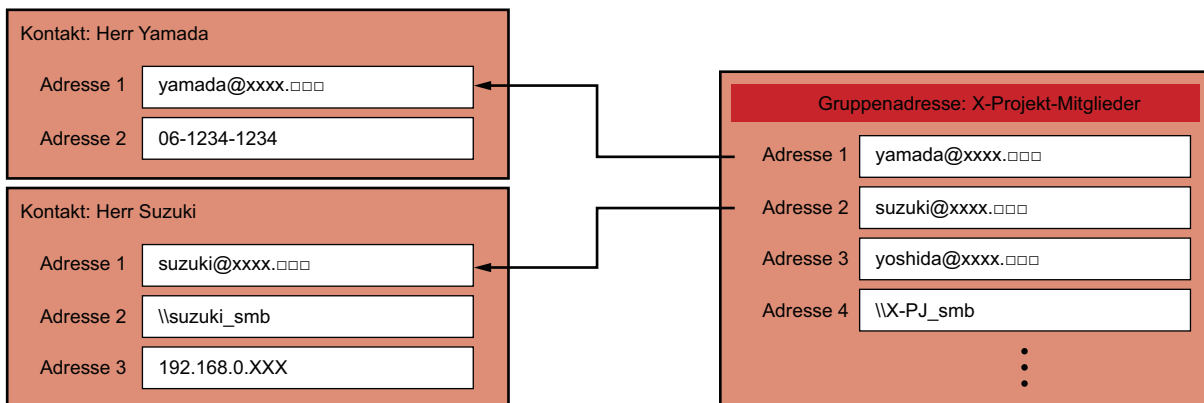 Kontakt: Herr Yamada
Adresse 1 yamada@xxxx.□□□
Adresse 2 06-1234-1234
Kontakt: Herr Suzuki
Adresse 1 suzuki@xxxx.□□□
Adresse 2 \\suzuki_smb
Adresse 3 192.168.0.XXX
Gruppenadresse: X-Projekt-Mitglieder
Adresse 1 yamada@xxxx.□□□
Adresse 2 suzuki@xxxx.□□□
Adresse 3 yoshida@xxxx.□□□
Adresse 4 \\X-PJ_smb